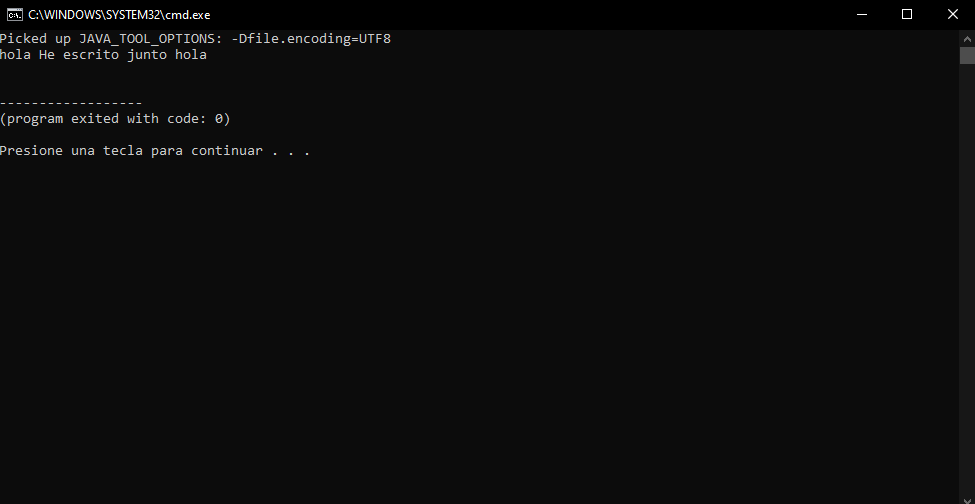 C:\WINDOWS\SYSTEM32\cmd.exe
Picked up JAVA_TOOL_OPTIONS: -Dfile.encoding=UTF8
hola He escrito junto hola
------------------
(program exited with code: 0)
Presione una tecla para continuar . . .